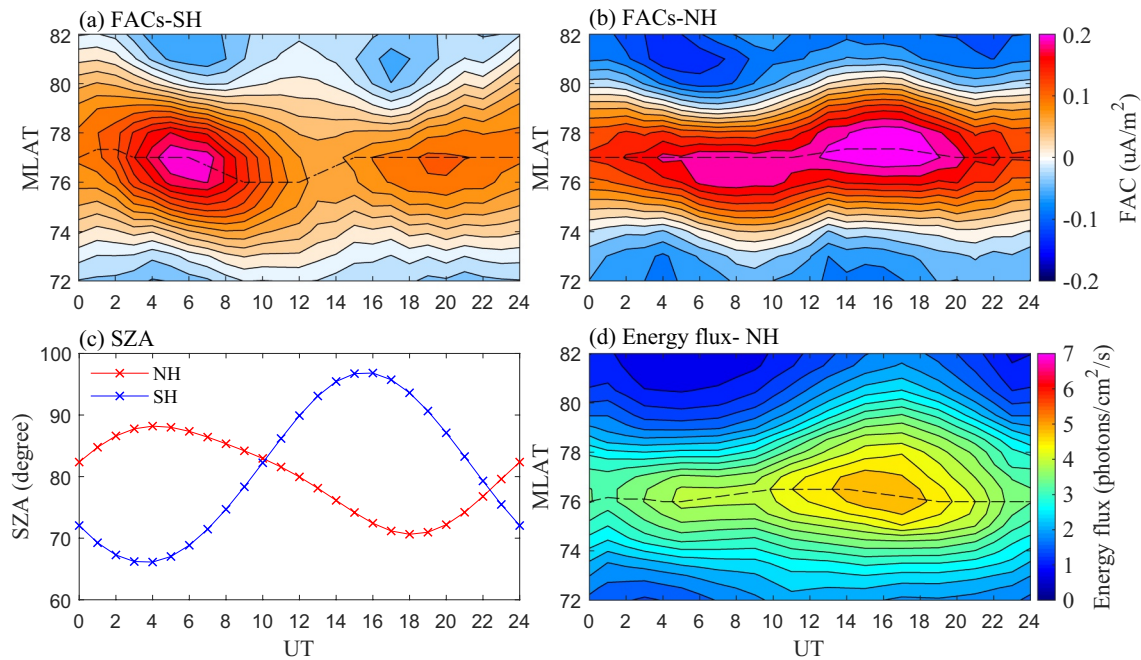 (a) FACs-SH
(b) FACs-NH
82
80
78
76
74
72
MLAT
0 2 4 6 8 10 12 14 16 18 20 22 24
82
80
78
76
74
72
MLAT
0 2 4 6 8 10 12 14 16 18 20 22 24
0.2
0.1
0
-0.1
-0.2
FAC (uA/m2)
(c) SZA
(d) Energy flux- NH
100
90
80
70
60
SZA (degree)
NH
SH
0 2 4 6 8 10 12 14 16 18 20 22 24
UT
82
80
78
76
74
72
MLAT
0 2 4 6 8 10 12 14 16 18 20 22 24
UT
7
6
5
4
3
2
1
0
Energy flux (photons/cm2/s)